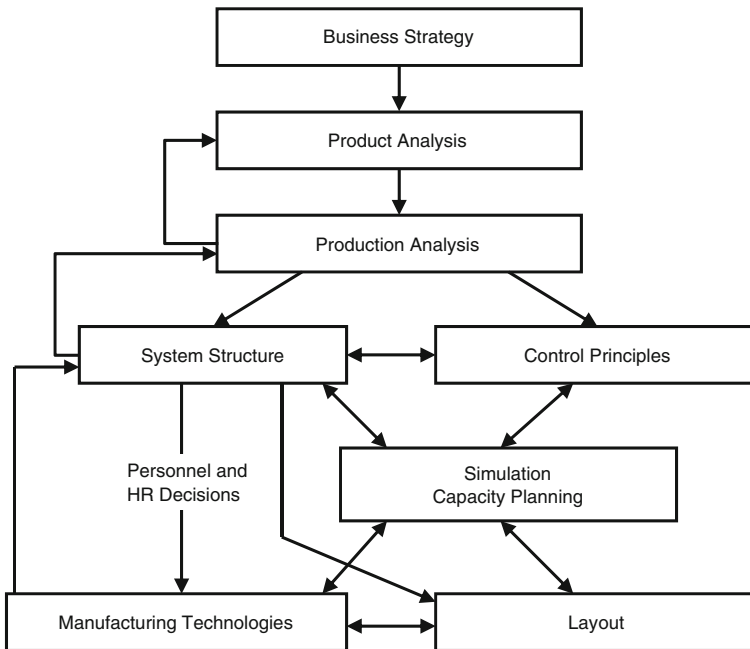 Business Strategy
Product Analysis
Production Analysis
System Structure
Control Principles
Personnel and
HR Decisions
Simulation
Capacity Planning
Manufacturing Technologies
Layout